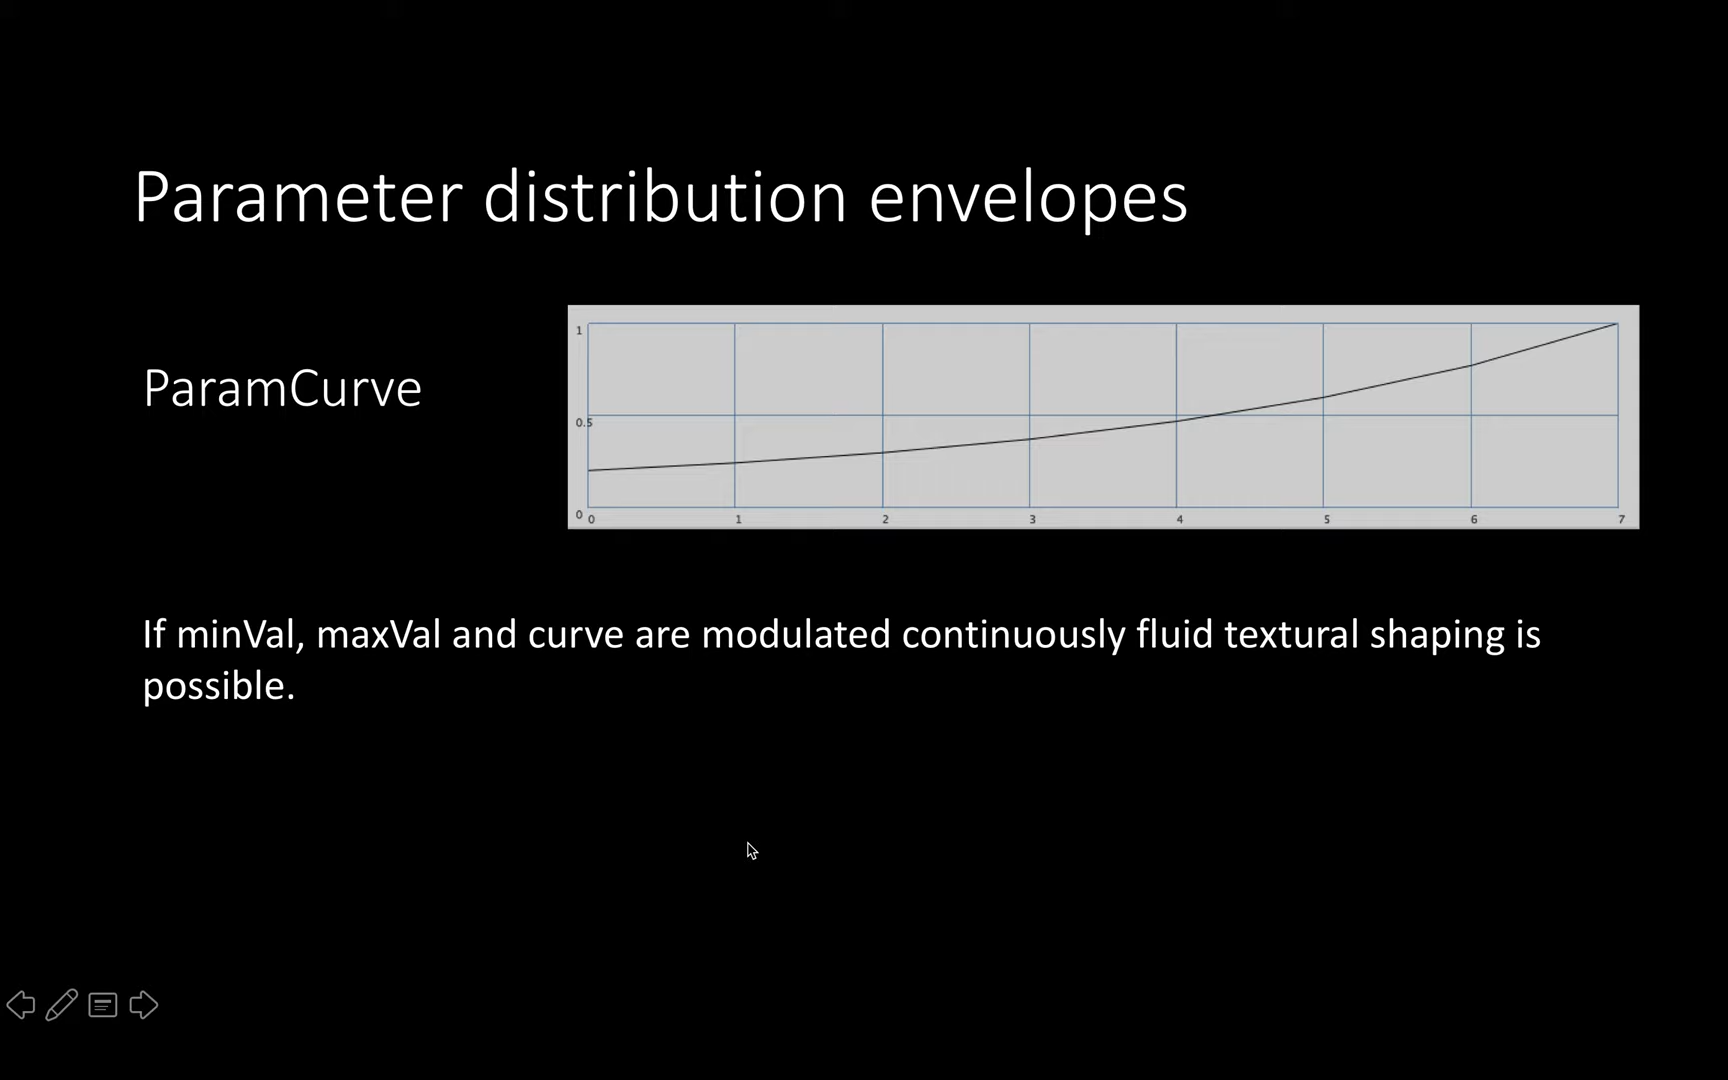 Parameter distribution envelopes
ParamCurve
1
0.5
0
0 1 2 3 4 5 6 7
If minVal, maxVal and curve are modulated continuously fluid textural shaping is
possible.